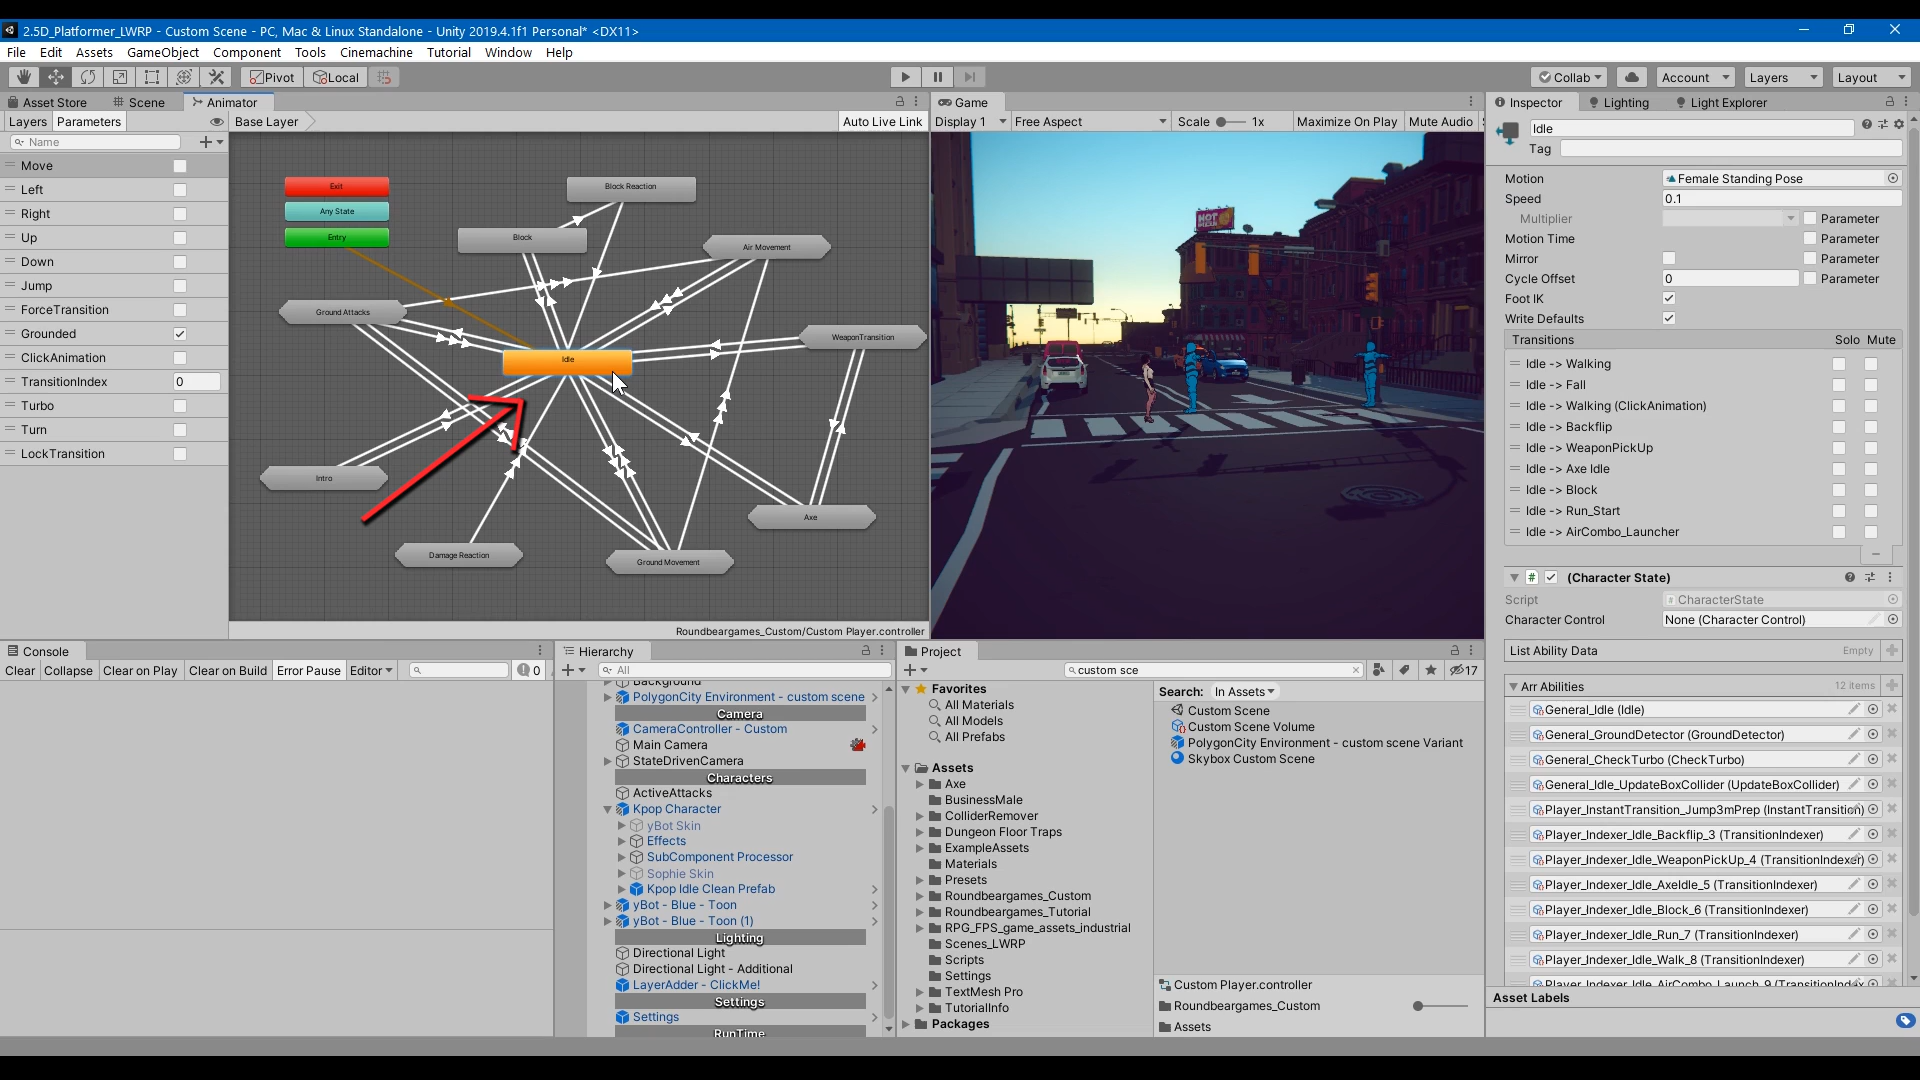 2.5D_Platformer_LWRP - Custom Scene - PC, Mac & Linux Standalone - Unity 2019.4.1f1 Personal* <DX11>
File Edit Assets GameObject Component Tools Cinemachine Tutorial Window Help
Pivot Local Collab Account Layers Layout
Asset Store Scene Animator
Layers Parameters Base Layer Auto Live Link
Name
Move
Left
Right
Up
Down
Jump
ForceTransition
Grounded
ClickAnimation
TransitionIndex 0
Turbo
Turn
LockTransition
Exit
Any State
Entry
Block Reaction
Block
Air Movement
Ground Attacks
WeaponTransition
Idle
Intro
Axe
Damage Reaction
Ground Movement
Roundbeargames_Custom/Custom Player.controller
Game
Display 1 Free Aspect Scale 1x Maximize On Play Mute Audio
HOT
Inspector Lighting Light Explorer
Idle
Tag
Motion Female Standing Pose
Speed 0.1
Multiplier Parameter
Motion Time Parameter
Mirror Parameter
Cycle Offset 0 Parameter
Foot IK
Write Defaults
Transitions Solo Mute
Idle -> Walking
Idle -> Fall
Idle -> Walking (ClickAnimation)
Idle -> Backflip
Idle -> WeaponPickUp
Idle -> Axe Idle
Idle -> Block
Idle -> Run_Start
Idle -> AirCombo_Launcher
(Character State)
Script CharacterState
Character Control None (Character Control)
List Ability Data Empty
Arr Abilities 12 items
General_Idle (Idle)
General_GroundDetector (GroundDetector)
General_CheckTurbo (CheckTurbo)
General_Idle_UpdateBoxCollider (UpdateBoxCollider)
Player_InstantTransition_Jump3mPrep (InstantTransition)
Player_Indexer_Idle_Backflip_3 (TransitionIndexer)
Player_Indexer_Idle_WeaponPickUp_4 (TransitionIndexer)
Player_Indexer_Idle_AxeIdle_5 (TransitionIndexer)
Player_Indexer_Idle_Block_6 (TransitionIndexer)
Player_Indexer_Idle_Run_7 (TransitionIndexer)
Player_Indexer_Idle_Walk_8 (TransitionIndexer)
Player_Indexer_Idle_AirCombo_Launch_9 (TransitionIndex
Asset Labels
Console
Clear Collapse Clear on Play Clear on Build Error Pause Editor 0
Hierarchy
All
Background
PolygonCity Environment - custom scene
Camera
CameraController - Custom
Main Camera
StateDrivenCamera
Characters
ActiveAttacks
Kpop Character
yBot Skin
Effects
SubComponent Processor
Sophie Skin
Kpop Idle Clean Prefab
yBot - Blue - Toon
yBot - Blue - Toon (1)
Lighting
Directional Light
Directional Light - Additional
LayerAdder - ClickMe!
Settings
Settings
RunTime
Project
custom sce 17
Favorites
All Materials
All Models
All Prefabs
Assets
Axe
BusinessMale
ColliderRemover
Dungeon Floor Traps
ExampleAssets
Materials
Presets
Roundbeargames_Custom
Roundbeargames_Tutorial
RPG_FPS_game_assets_industrial
Scenes_LWRP
Scripts
Settings
TextMesh Pro
TutorialInfo
Packages
Search: In Assets
Custom Scene
Custom Scene Volume
PolygonCity Environment - custom scene Variant
Skybox Custom Scene
Custom Player.controller
Roundbeargames_Custom
Assets